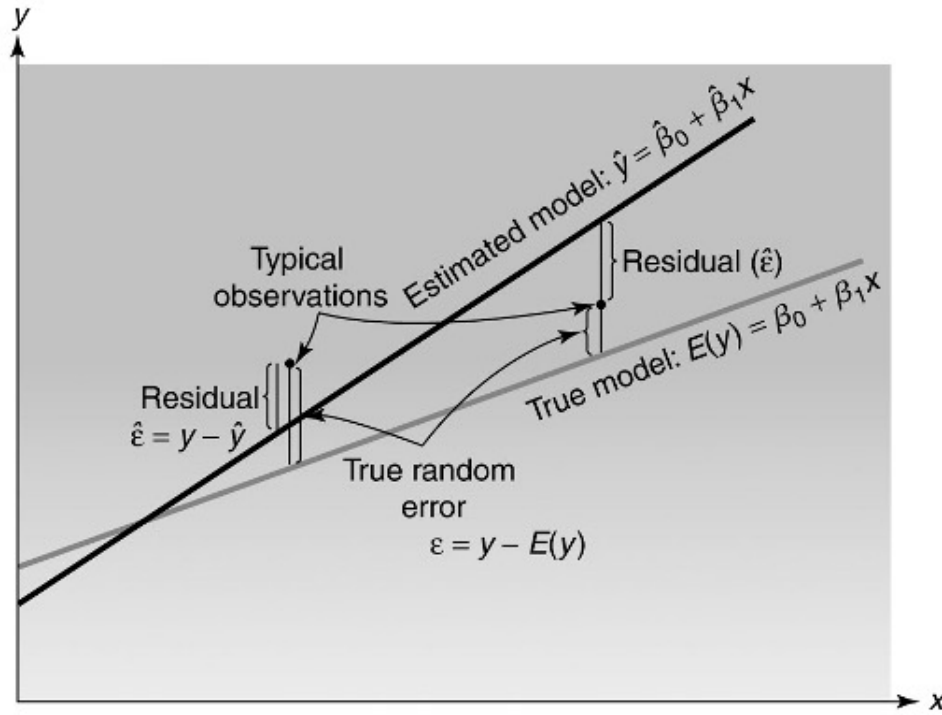 y
Estimated model: ŷ = β̂₀ + β̂₁x
Typical
observations
Residual (ε̂)
True model: E(y) = β₀ + β₁x
Residual
ε̂ = y – ŷ
True random
error
ε = y – E(y)
x